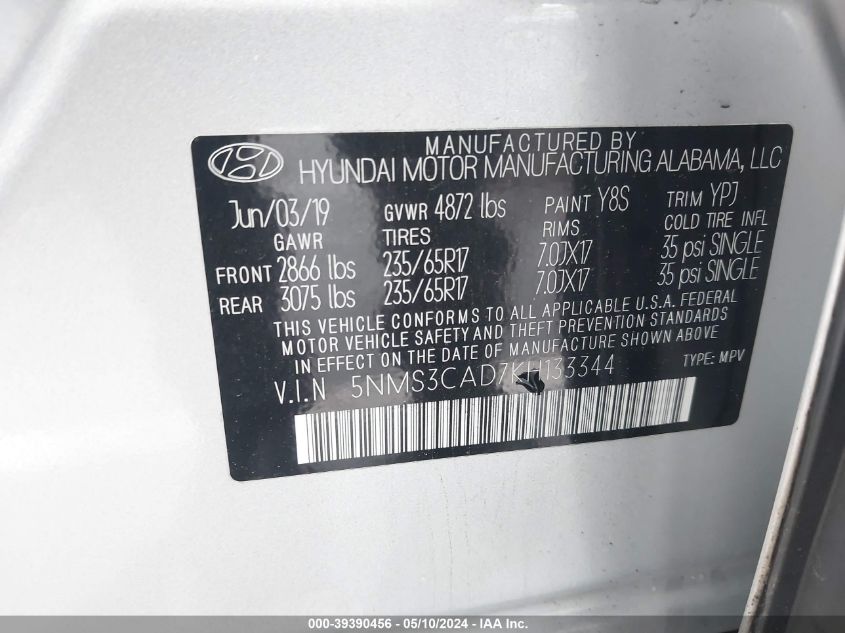 MANUFACTURED BY
HYUNDAI MOTOR MANUFACTURING ALABAMA, LLC
Jun/03/19 GVWR 4872 lbs PAINT Y8S TRIM YPJ
GAWR TIRES RIMS COLD TIRE INFL
FRONT 2866 lbs 235/65R17 7.0JX17 35 psi SINGLE
REAR 3075 lbs 235/65R17 7.0JX17 35 psi SINGLE
THIS VEHICLE CONFORMS TO ALL APPLICABLE U.S.A. FEDERAL
MOTOR VEHICLE SAFETY AND THEFT PREVENTION STANDARDS
IN EFFECT ON THE DATE OF MANUFACTURE SHOWN ABOVE
V.I.N 5NMS3CAD7KH133344 TYPE: MPV
000-39390456 - 05/10/2024 - IAAI.COM